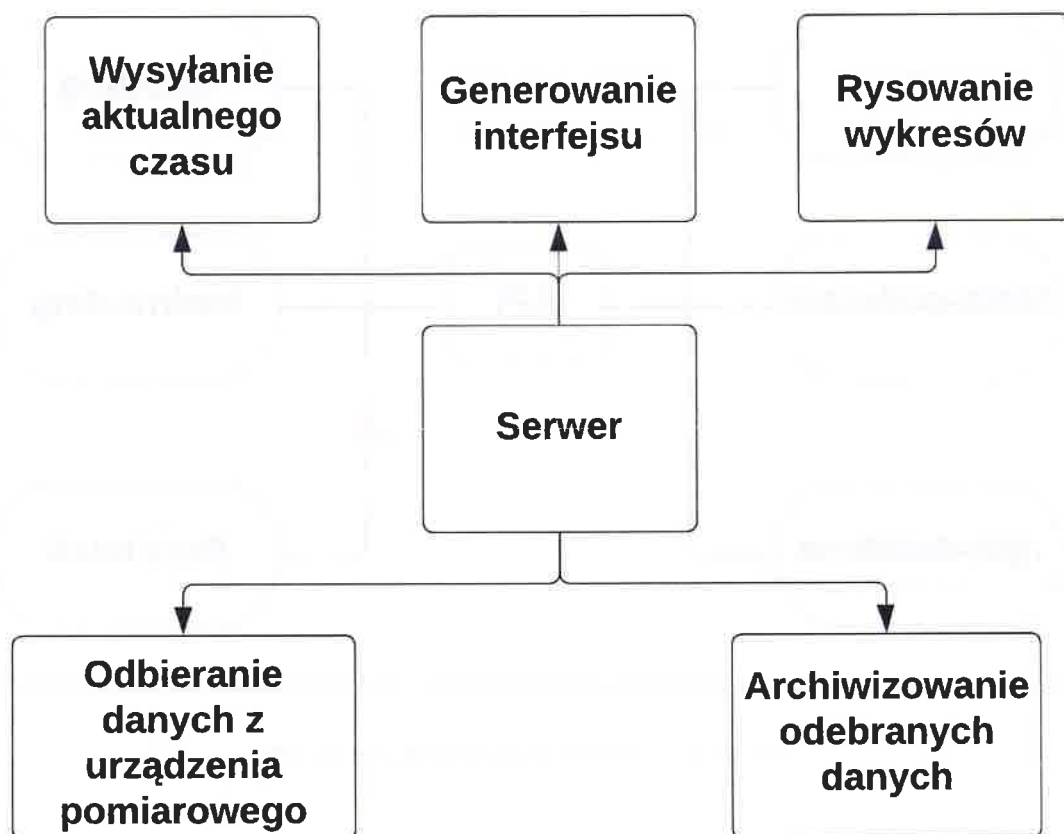 Wysyłanie
aktualnego
czasu
Generowanie
interfejsu
Rysowanie
wykresów
Serwer
Odbieranie
danych z
urządzenia
pomiarowego
Archiwizowanie
odebranych
danych